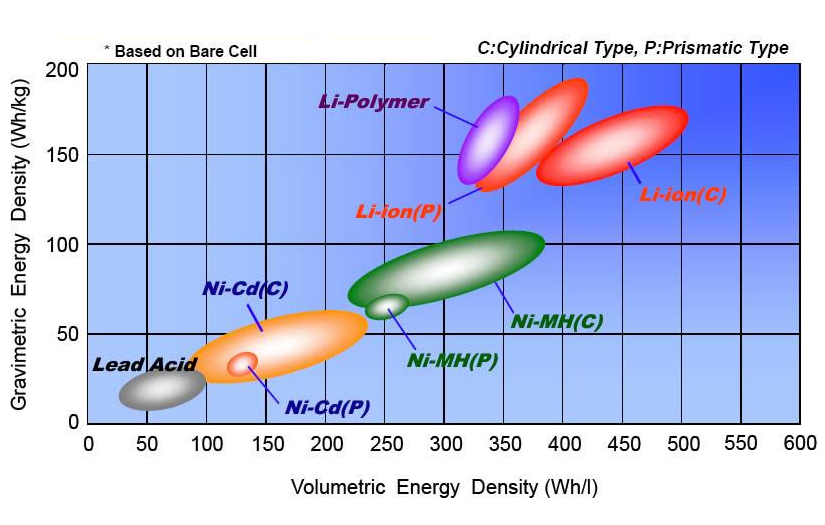 * Based on Bare Cell
C:Cylindrical Type, P:Prismatic Type
200
150
100
50
0
Gravimetric Energy Density (Wh/kg)
Li-Polymer
Li-ion(P)
Li-ion(C)
Ni-Cd(C)
Ni-MH(C)
Ni-MH(P)
Lead Acid
Ni-Cd(P)
0 50 100 150 200 250 300 350 400 450 500 550 600
Volumetric Energy Density (Wh/l)